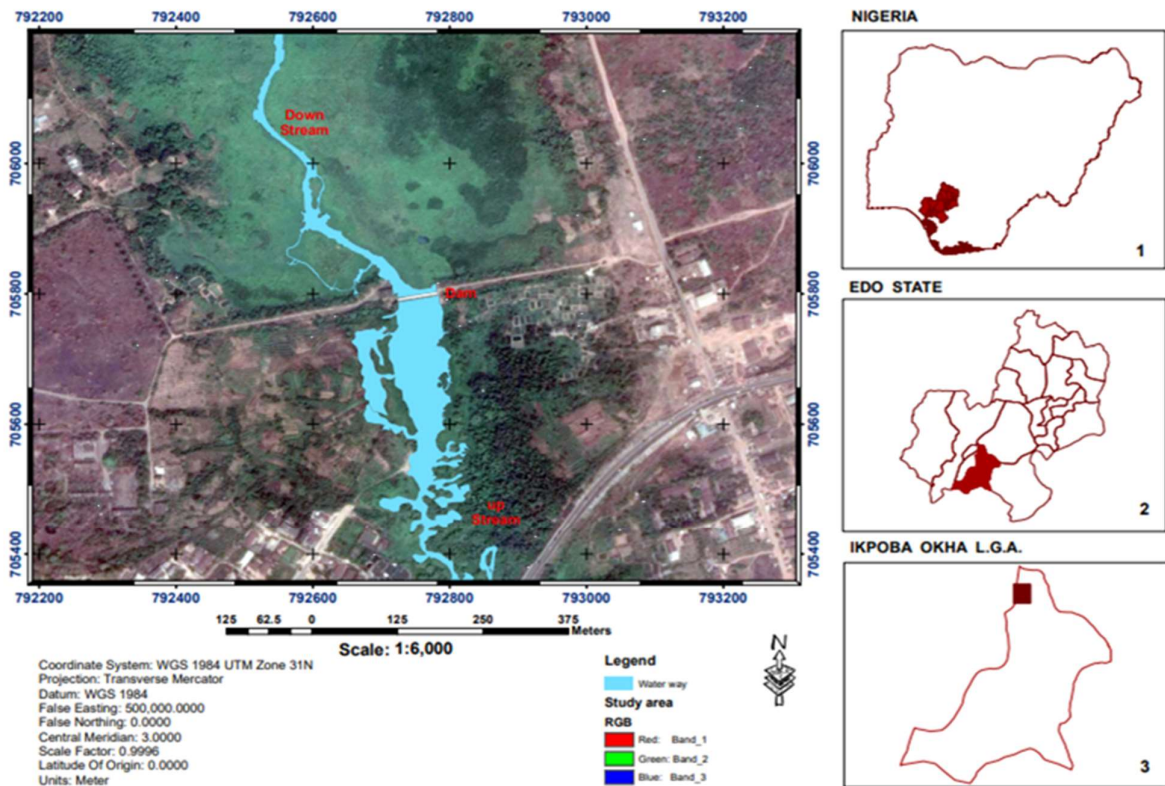 792200 792400 792600 792800 793000 793200
706000
705800
705600
705400
Down
Stream
Dam
up
Stream
706000
705800
705600
705400
792200 792400 792600 792800 793000 793200
125 62.5 0 125 250 375
Meters
Scale: 1:6,000
Coordinate System: WGS 1984 UTM Zone 31N
Projection: Transverse Mercator
Datum: WGS 1984
False Easting: 500,000.0000
False Northing: 0.0000
Central Meridian: 3.0000
Scale Factor: 0.9996
Latitude Of Origin: 0.0000
Units: Meter
Legend
Water way
Study area
RGB
Red: Band_1
Green: Band_2
Blue: Band_3
N
NIGERIA
1
EDO STATE
2
IKPOBA OKHA L.G.A.
3